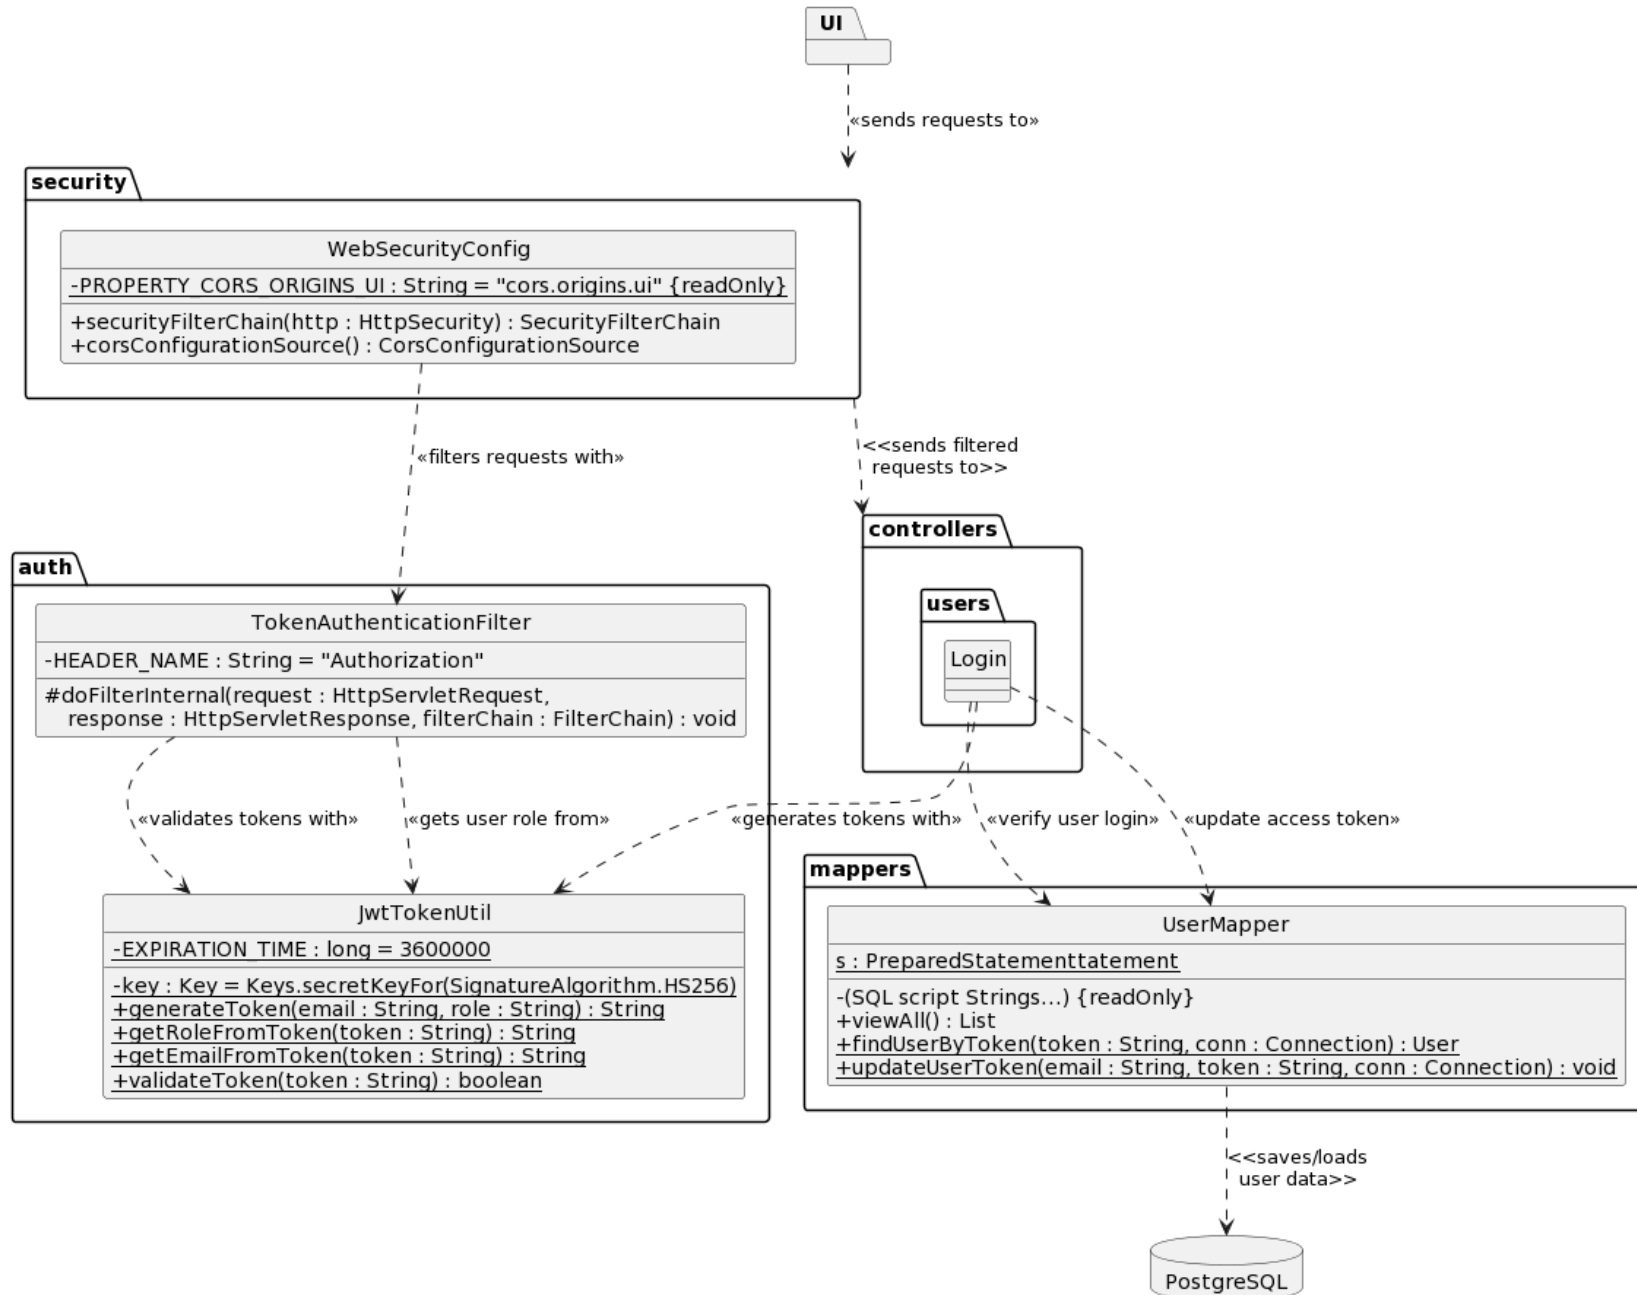 UI
«sends requests to»
security
WebSecurityConfig
-PROPERTY_CORS_ORIGINS_UI : String = "cors.origins.ui" {readOnly}
+securityFilterChain(http : HttpSecurity) : SecurityFilterChain
+corsConfigurationSource() : CorsConfigurationSource
«filters requests with»
<<sends filtered
requests to>>
controllers
users
Login
auth
TokenAuthenticationFilter
-HEADER_NAME : String = "Authorization"
#doFilterInternal(request : HttpServletRequest,
response : HttpServletResponse, filterChain : FilterChain) : void
«validates tokens with»
«gets user role from»
«generates tokens with»
«verify user login»
«update access token»
JwtTokenUtil
-EXPIRATION_TIME : long = 3600000
-key : Key = Keys.secretKeyFor(SignatureAlgorithm.HS256)
+generateToken(email : String, role : String) : String
+getRoleFromToken(token : String) : String
+getEmailFromToken(token : String) : String
+validateToken(token : String) : boolean
mappers
UserMapper
s : PreparedStatementtatement
-(SQL script Strings...) {readOnly}
+viewAll() : List
+findUserByToken(token : String, conn : Connection) : User
+updateUserToken(email : String, token : String, conn : Connection) : void
<<saves/loads
user data>>
PostgreSQL